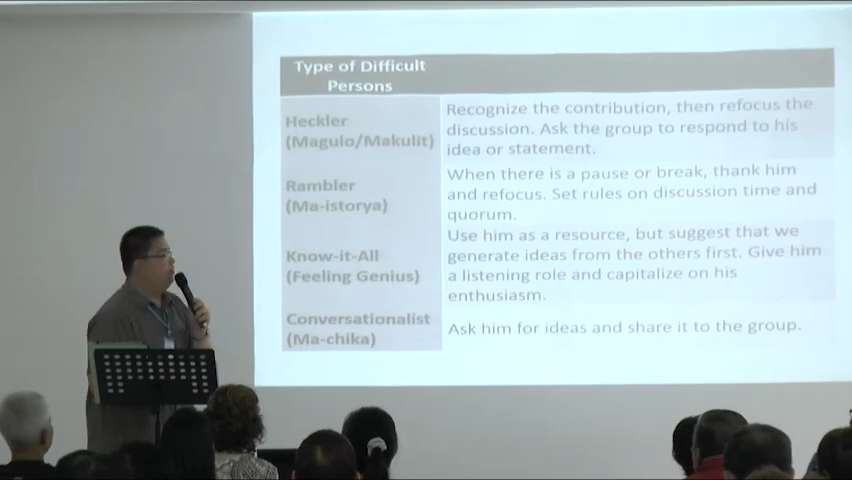 Type of Difficult
Persons
Heckler
(Magulo/Makulit)
Recognize the contribution, then refocus the
discussion. Ask the group to respond to his
idea or statement.
Rambler
(Ma-istorya)
When there is a pause or break, thank him
and refocus. Set rules on discussion time and
quorum.
Know-it-All
(Feeling Genius)
Use him as a resource, but suggest that we
generate ideas from the others first. Give him
a listening role and capitalize on his
enthusiasm.
Conversationalist
(Ma-chika)
Ask him for ideas and share it to the group.